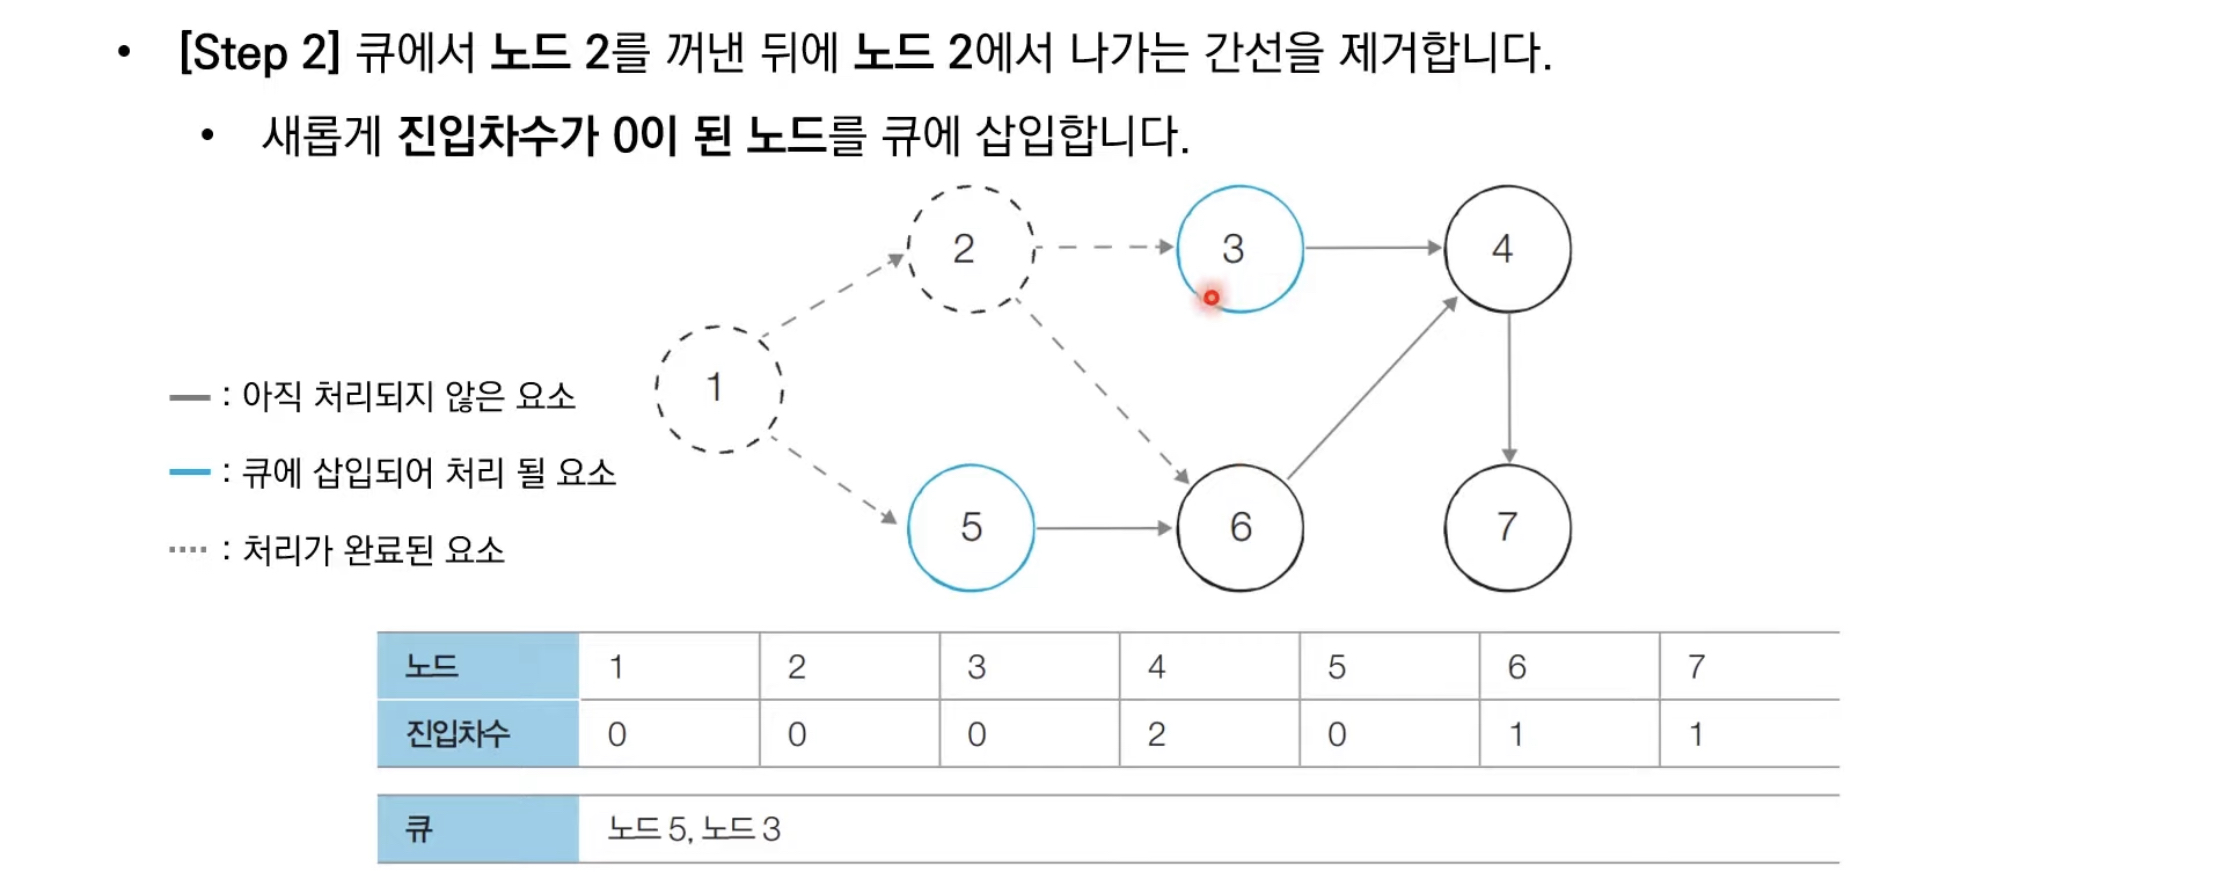 • [Step 2] 큐에서 노드 2를 꺼낸 뒤에 노드 2에서 나가는 간선을 제거합니다.
• 새롭게 진입차수가 0이 된 노드를 큐에 삽입합니다.
2 3 4
1
: 아직 처리되지 않은 요소
: 큐에 삽입되어 처리 될 요소
5 6 7
: 처리가 완료된 요소
노드 1 2 3 4 5 6 7
진입차수 0 0 0 2 0 1 1
큐 노드 5, 노드 3